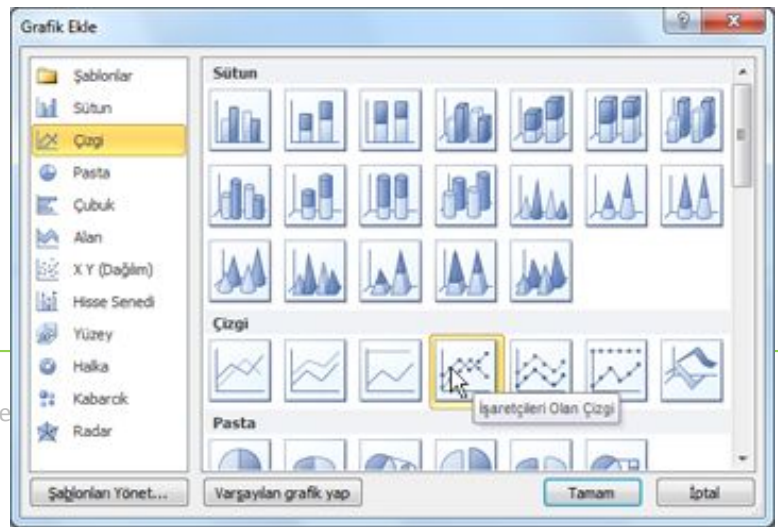 Grafik Ekle
Şablonlar
Sütun
Çizgi
Pasta
Çubuk
Alan
X Y (Dağılım)
Hisse Senedi
Yüzey
Halka
Kabarcık
Radar
Sütun
Çizgi
İşaretçileri Olan Çizgi
Pasta
Şablonları Yönet...
Varsayılan grafik yap
Tamam
İptal